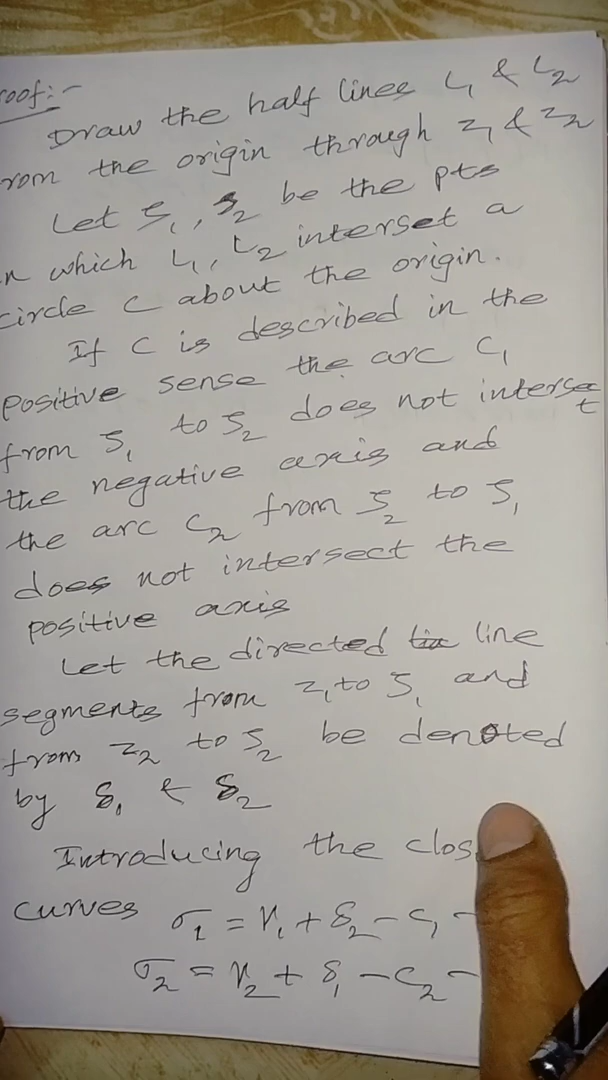 roof:-
Draw the half lines L₁ & L₂
rom the origin through z₁ & z₂
Let ζ₁, ζ₂ be the pts
n which L₁, L₂ interset a
circle C about the origin.
If C is described in the
positive sense the arc C₁
from ζ₁ to ζ₂ does not intersect
the negative axis and
the arc C₂ from ζ₂ to ζ₁
does not intersect the
positive axis
Let the directed line
segments from z₁ to ζ₁ and
from z₂ to ζ₂ be denoted
by δ₁ & δ₂
Introducing the clos
curves σ₁ = γ₁ + δ₂ - C₁ -
σ₂ = γ₂ + δ₁ - C₂ -